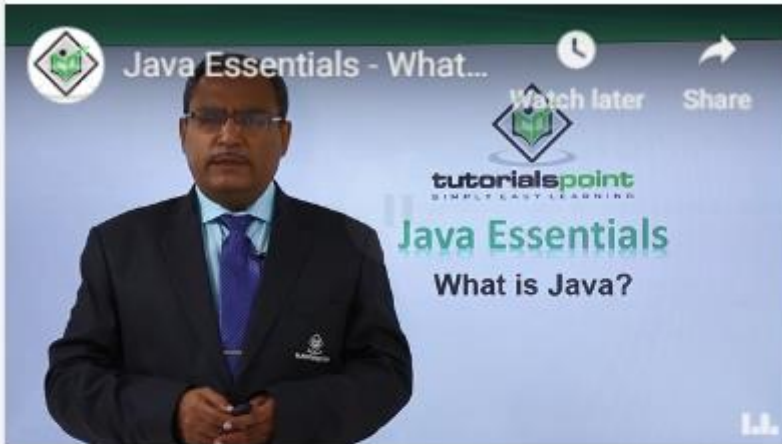 Java Essentials - What...
Watch later
Share
tutorialspoint
SIMPLY EASY LEARNING
Java Essentials
What is Java?